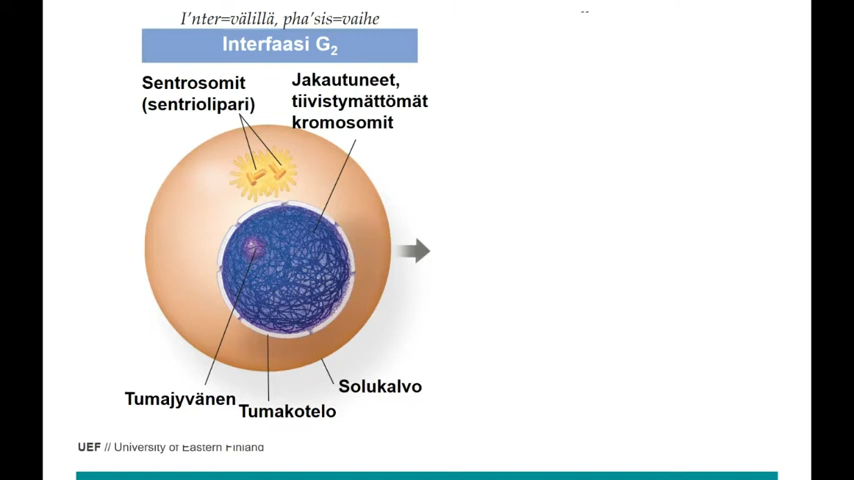 I'nter=välillä, pha'sis=vaihe
Interfaasi G₂
Sentrosomit
(sentriolipari)
Jakautuneet,
tiivistymättömät
kromosomit
Tumajyvänen
Tumakotelo
Solukalvo
UEF // University of Eastern Finland